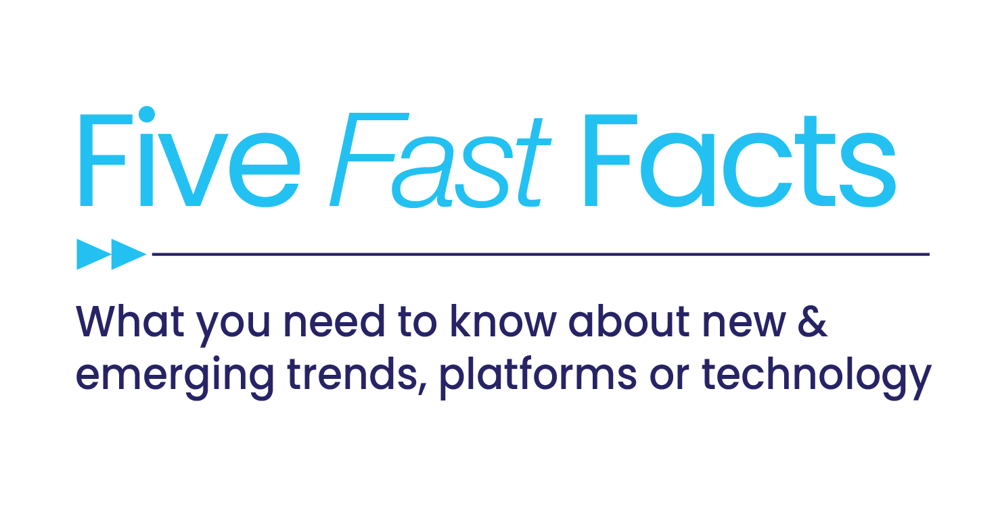 Five Fast Facts
What you need to know about new &
emerging trends, platforms or technology